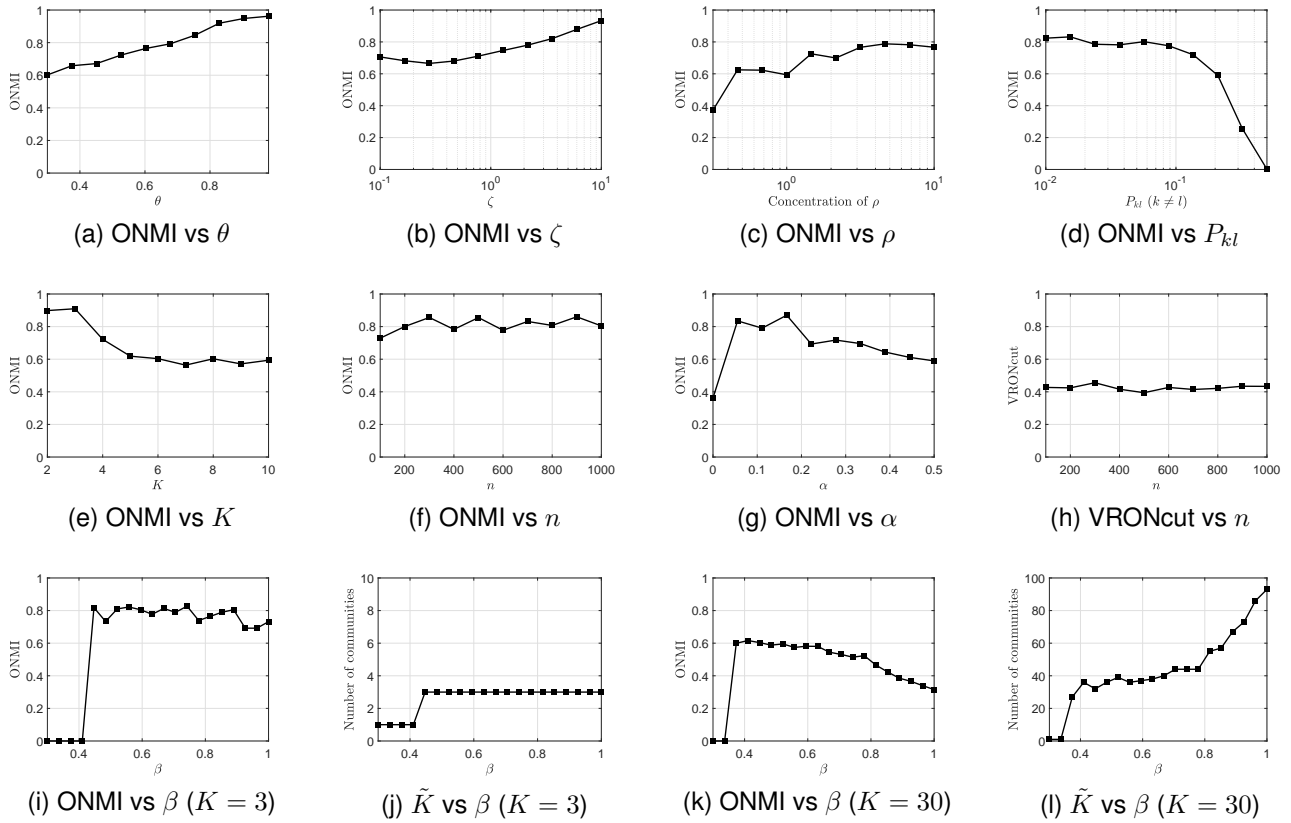 ONMI
1
0.8
0.6
0.4
0.2
0
0.4 0.6 0.8
θ
(a) ONMI vs θ
ONMI
1
0.8
0.6
0.4
0.2
0
10⁻¹ 10⁰ 10¹
ζ
(b) ONMI vs ζ
ONMI
1
0.8
0.6
0.4
0.2
0
10⁰ 10¹
Concentration of ρ
(c) ONMI vs ρ
ONMI
1
0.8
0.6
0.4
0.2
0
10⁻² 10⁻¹
P_{kl} (k ≠ l)
(d) ONMI vs P_{kl}
ONMI
1
0.8
0.6
0.4
0.2
0
2 4 6 8 10
K
(e) ONMI vs K
ONMI
1
0.8
0.6
0.4
0.2
0
200 400 600 800 1000
n
(f) ONMI vs n
ONMI
1
0.8
0.6
0.4
0.2
0
0 0.1 0.2 0.3 0.4 0.5
α
(g) ONMI vs α
VRONcut
1
0.8
0.6
0.4
0.2
0
200 400 600 800 1000
n
(h) VRONcut vs n
ONMI
1
0.8
0.6
0.4
0.2
0
0.4 0.6 0.8 1
β
(i) ONMI vs β (K = 3)
Number of communities
10
8
6
4
2
0
0.4 0.6 0.8 1
β
(j) K̃ vs β (K = 3)
ONMI
1
0.8
0.6
0.4
0.2
0
0.4 0.6 0.8 1
β
(k) ONMI vs β (K = 30)
Number of communities
100
80
60
40
20
0
0.4 0.6 0.8 1
β
(l) K̃ vs β (K = 30)